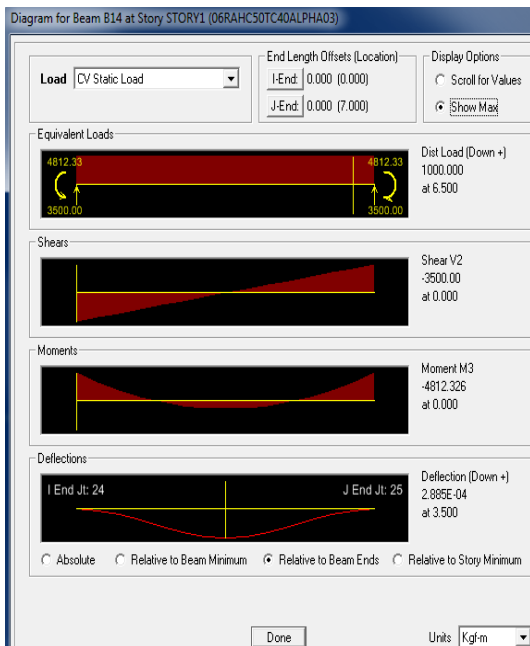 Diagram for Beam B14 at Story STORY1 (06RAHC50TC40ALPHA03)
Load CV Static Load
End Length Offsets (Location)
I-End: 0.000 (0.000)
J-End: 0.000 (7.000)
Display Options
Scroll for Values
Show Max
Equivalent Loads
4812.33 4812.33
3500.00 3500.00
Dist Load (Down +)
1000.000
at 6.500
Shears
Shear V2
-3500.00
at 0.000
Moments
Moment M3
-4812.326
at 0.000
Deflections
I End Jt: 24 J End Jt: 25
Deflection (Down +)
2.885E-04
at 3.500
Absolute Relative to Beam Minimum Relative to Beam Ends Relative to Story Minimum
Done Units Kgf-m